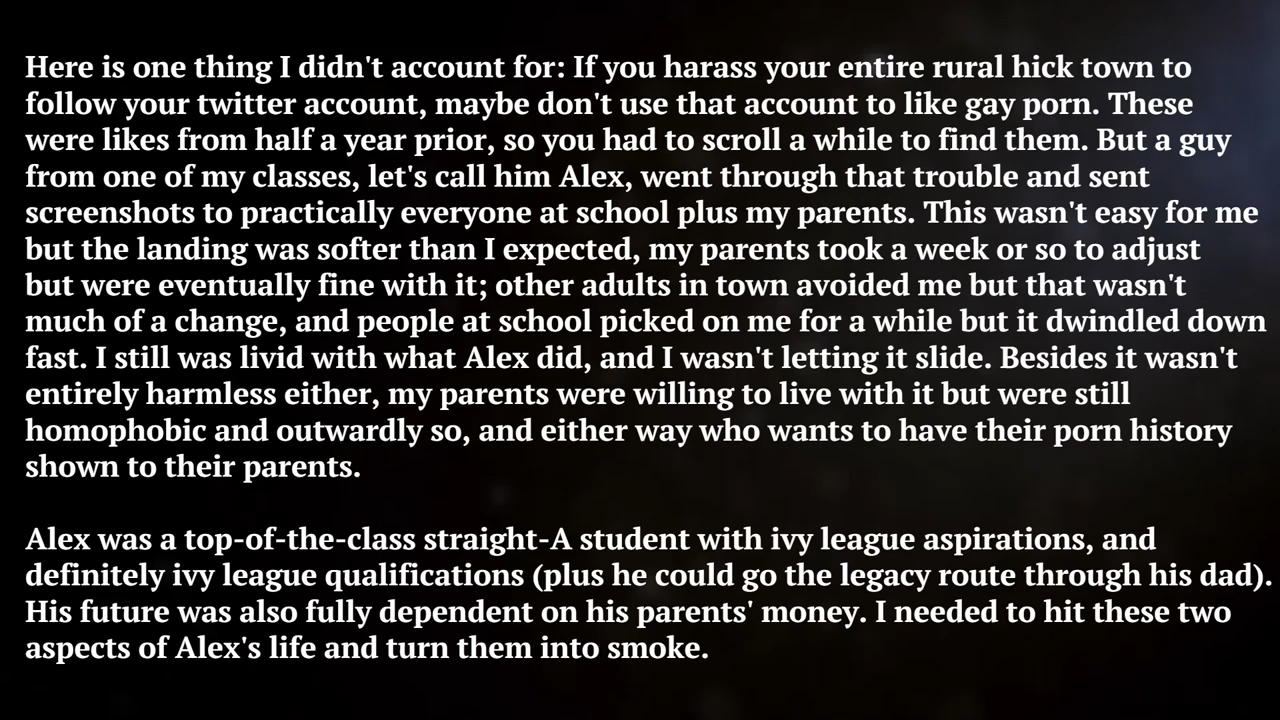 Here is one thing I didn't account for: If you harass your entire rural hick town to
follow your twitter account, maybe don't use that account to like gay porn. These
were likes from half a year prior, so you had to scroll a while to find them. But a guy
from one of my classes, let's call him Alex, went through that trouble and sent
screenshots to practically everyone at school plus my parents. This wasn't easy for me
but the landing was softer than I expected, my parents took a week or so to adjust
but were eventually fine with it; other adults in town avoided me but that wasn't
much of a change, and people at school picked on me for a while but it dwindled down
fast. I still was livid with what Alex did, and I wasn't letting it slide. Besides it wasn't
entirely harmless either, my parents were willing to live with it but were still
homophobic and outwardly so, and either way who wants to have their porn history
shown to their parents.
Alex was a top-of-the-class straight-A student with ivy league aspirations, and
definitely ivy league qualifications (plus he could go the legacy route through his dad).
His future was also fully dependent on his parents' money. I needed to hit these two
aspects of Alex's life and turn them into smoke.